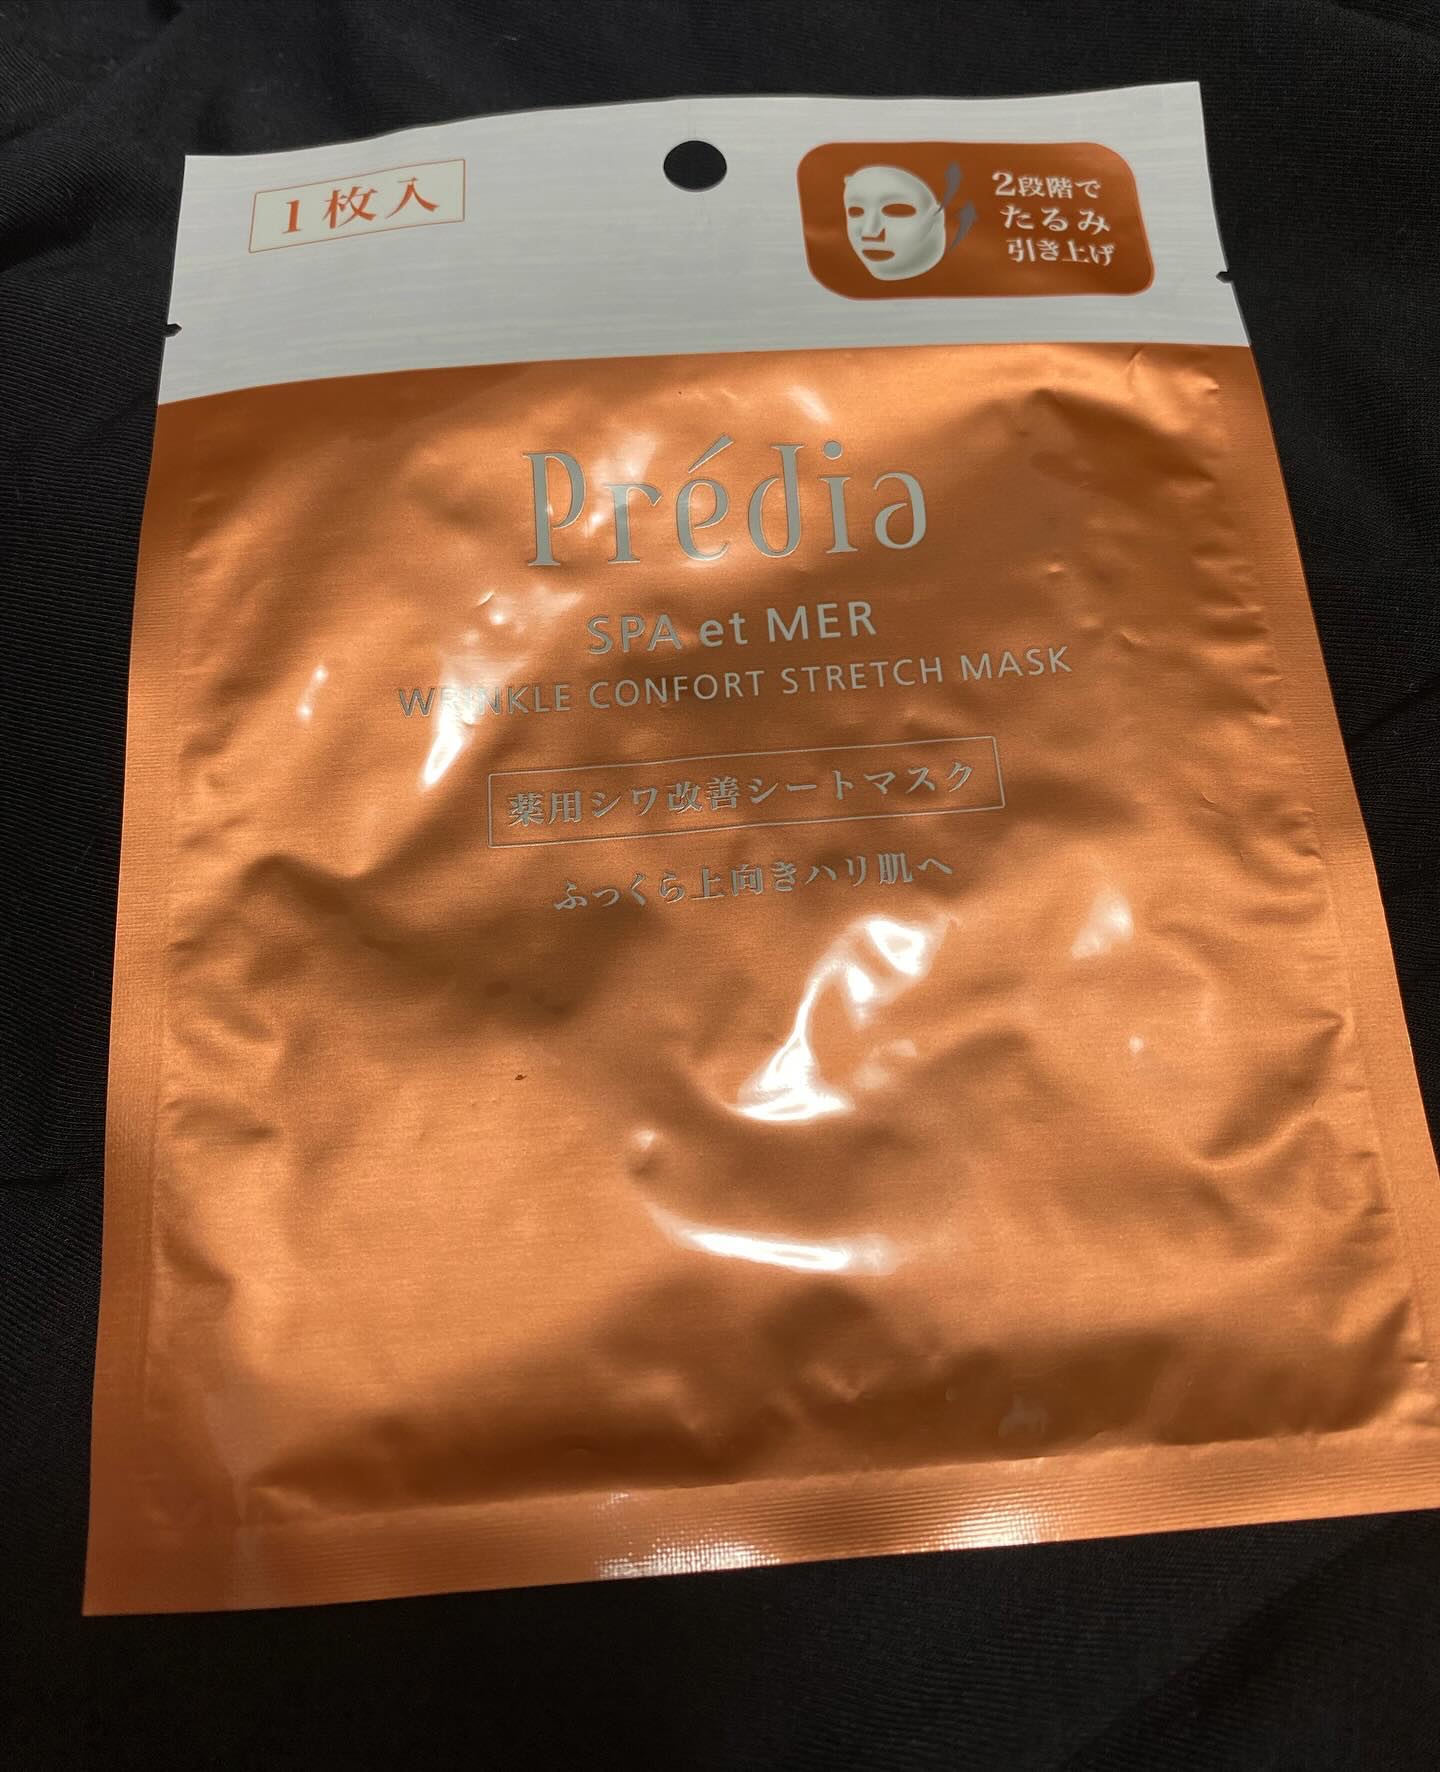 1枚入
2段階で
たるみ
引き上げ
Prédia
SPA et MER
WRINKLE CONFORT STRETCH MASK
薬用シワ改善シートマスク
ふっくら上向きハリ肌へ